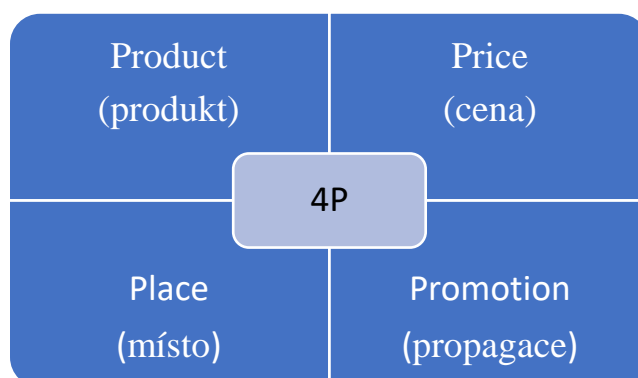 Product
(produkt)
Price
(cena)
4P
Place
(místo)
Promotion
(propagace)